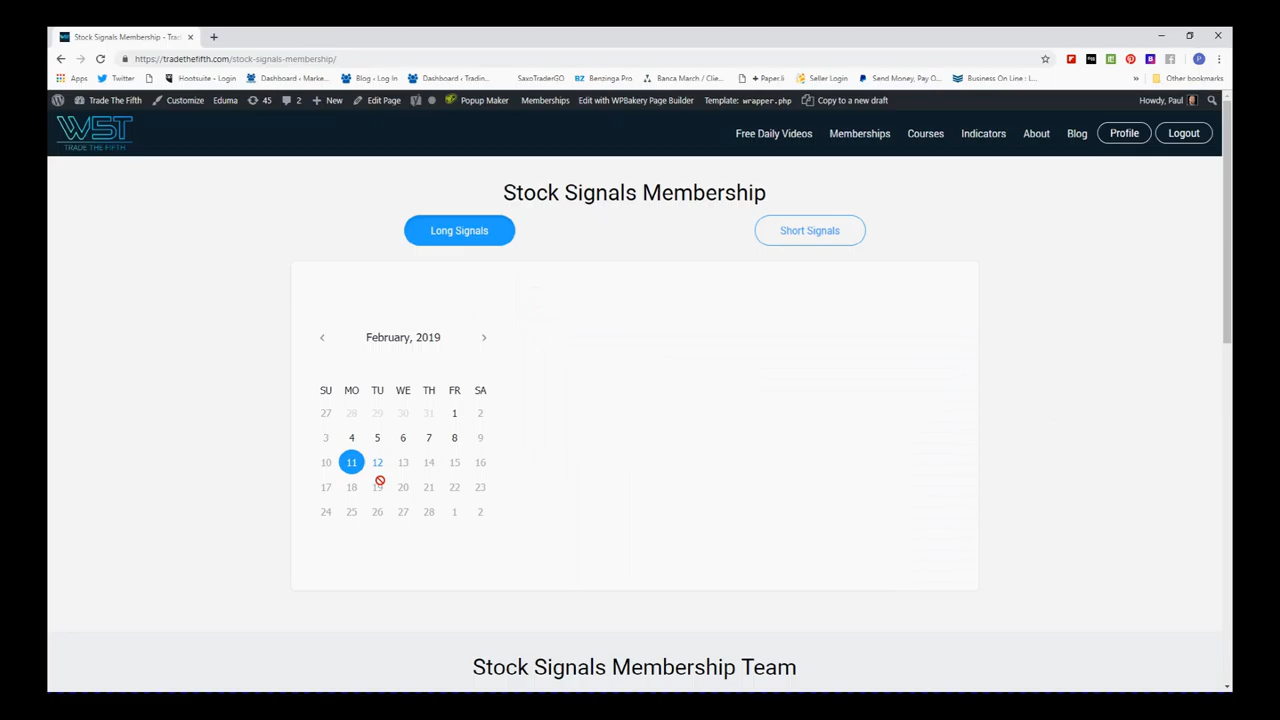 Stock Signals Membership - Trad
https://tradethefifth.com/stock-signals-membership/
Apps Twitter Hootsuite - Login Dashboard ‹ Marke... Blog ‹ Log In Dashboard ‹ Tradin... SaxoTraderGO Benzinga Pro Banca March / Clie... + Paper.li Seller Login Send Money, Pay O... Business On Line : L... » Other bookmarks
Trade The Fifth Customize Eduma 45 2 + New Edit Page Popup Maker Memberships Edit with WPBakery Page Builder Template: wrapper.php Copy to a new draft Howdy, Paul
WST
TRADE THE FIFTH
Free Daily Videos Memberships Courses Indicators About Blog Profile Logout
Stock Signals Membership
Long Signals Short Signals
February, 2019
SU MO TU WE TH FR SA
27 28 29 30 31 1 2
3 4 5 6 7 8 9
10 11 12 13 14 15 16
17 18 19 20 21 22 23
24 25 26 27 28 1 2
Stock Signals Membership Team